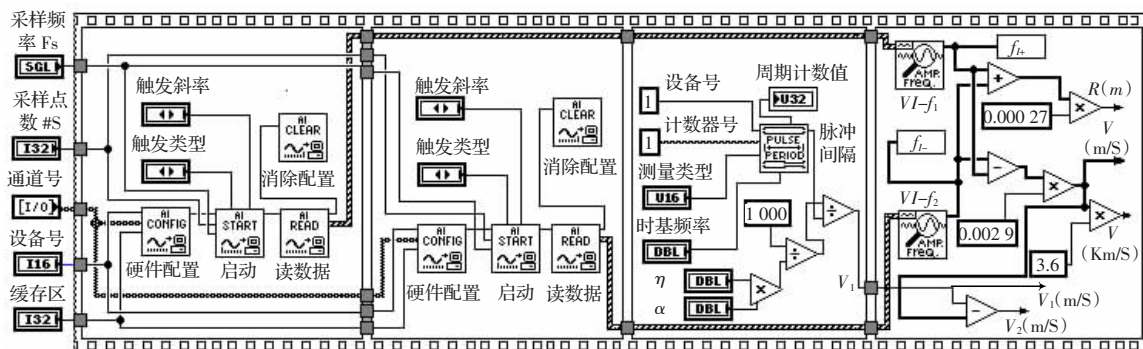 采样频
率 Fs
SGL
采样点
数 #S
I32
通道号
I/O
设备号
I16
缓存区
I32
触发斜率
触发类型
AI
CLEAR
消除配置
AI
CONFIG
硬件配置
AI
START
启动
AI
READ
读数据
触发斜率
触发类型
AI
CLEAR
消除配置
AI
CONFIG
硬件配置
AI
START
启动
AI
READ
读数据
设备号
1
计数器号
1
测量类型
U16
时基频率
DBL
η
DBL
α
DBL
周期计数值
U32
PULSE
PERIOD
脉冲
间隔
1 000
×
÷
÷
V₁
AMP
FREQ.
VI-f₁
fI+
fI-
VI-f₂
AMP
FREQ.
+
0.000 27
×
R(m)
V
(m/S)
−
0.002 9
×
×
3.6
V
(Km/S)
V₁(m/S)
−
V₂(m/S)